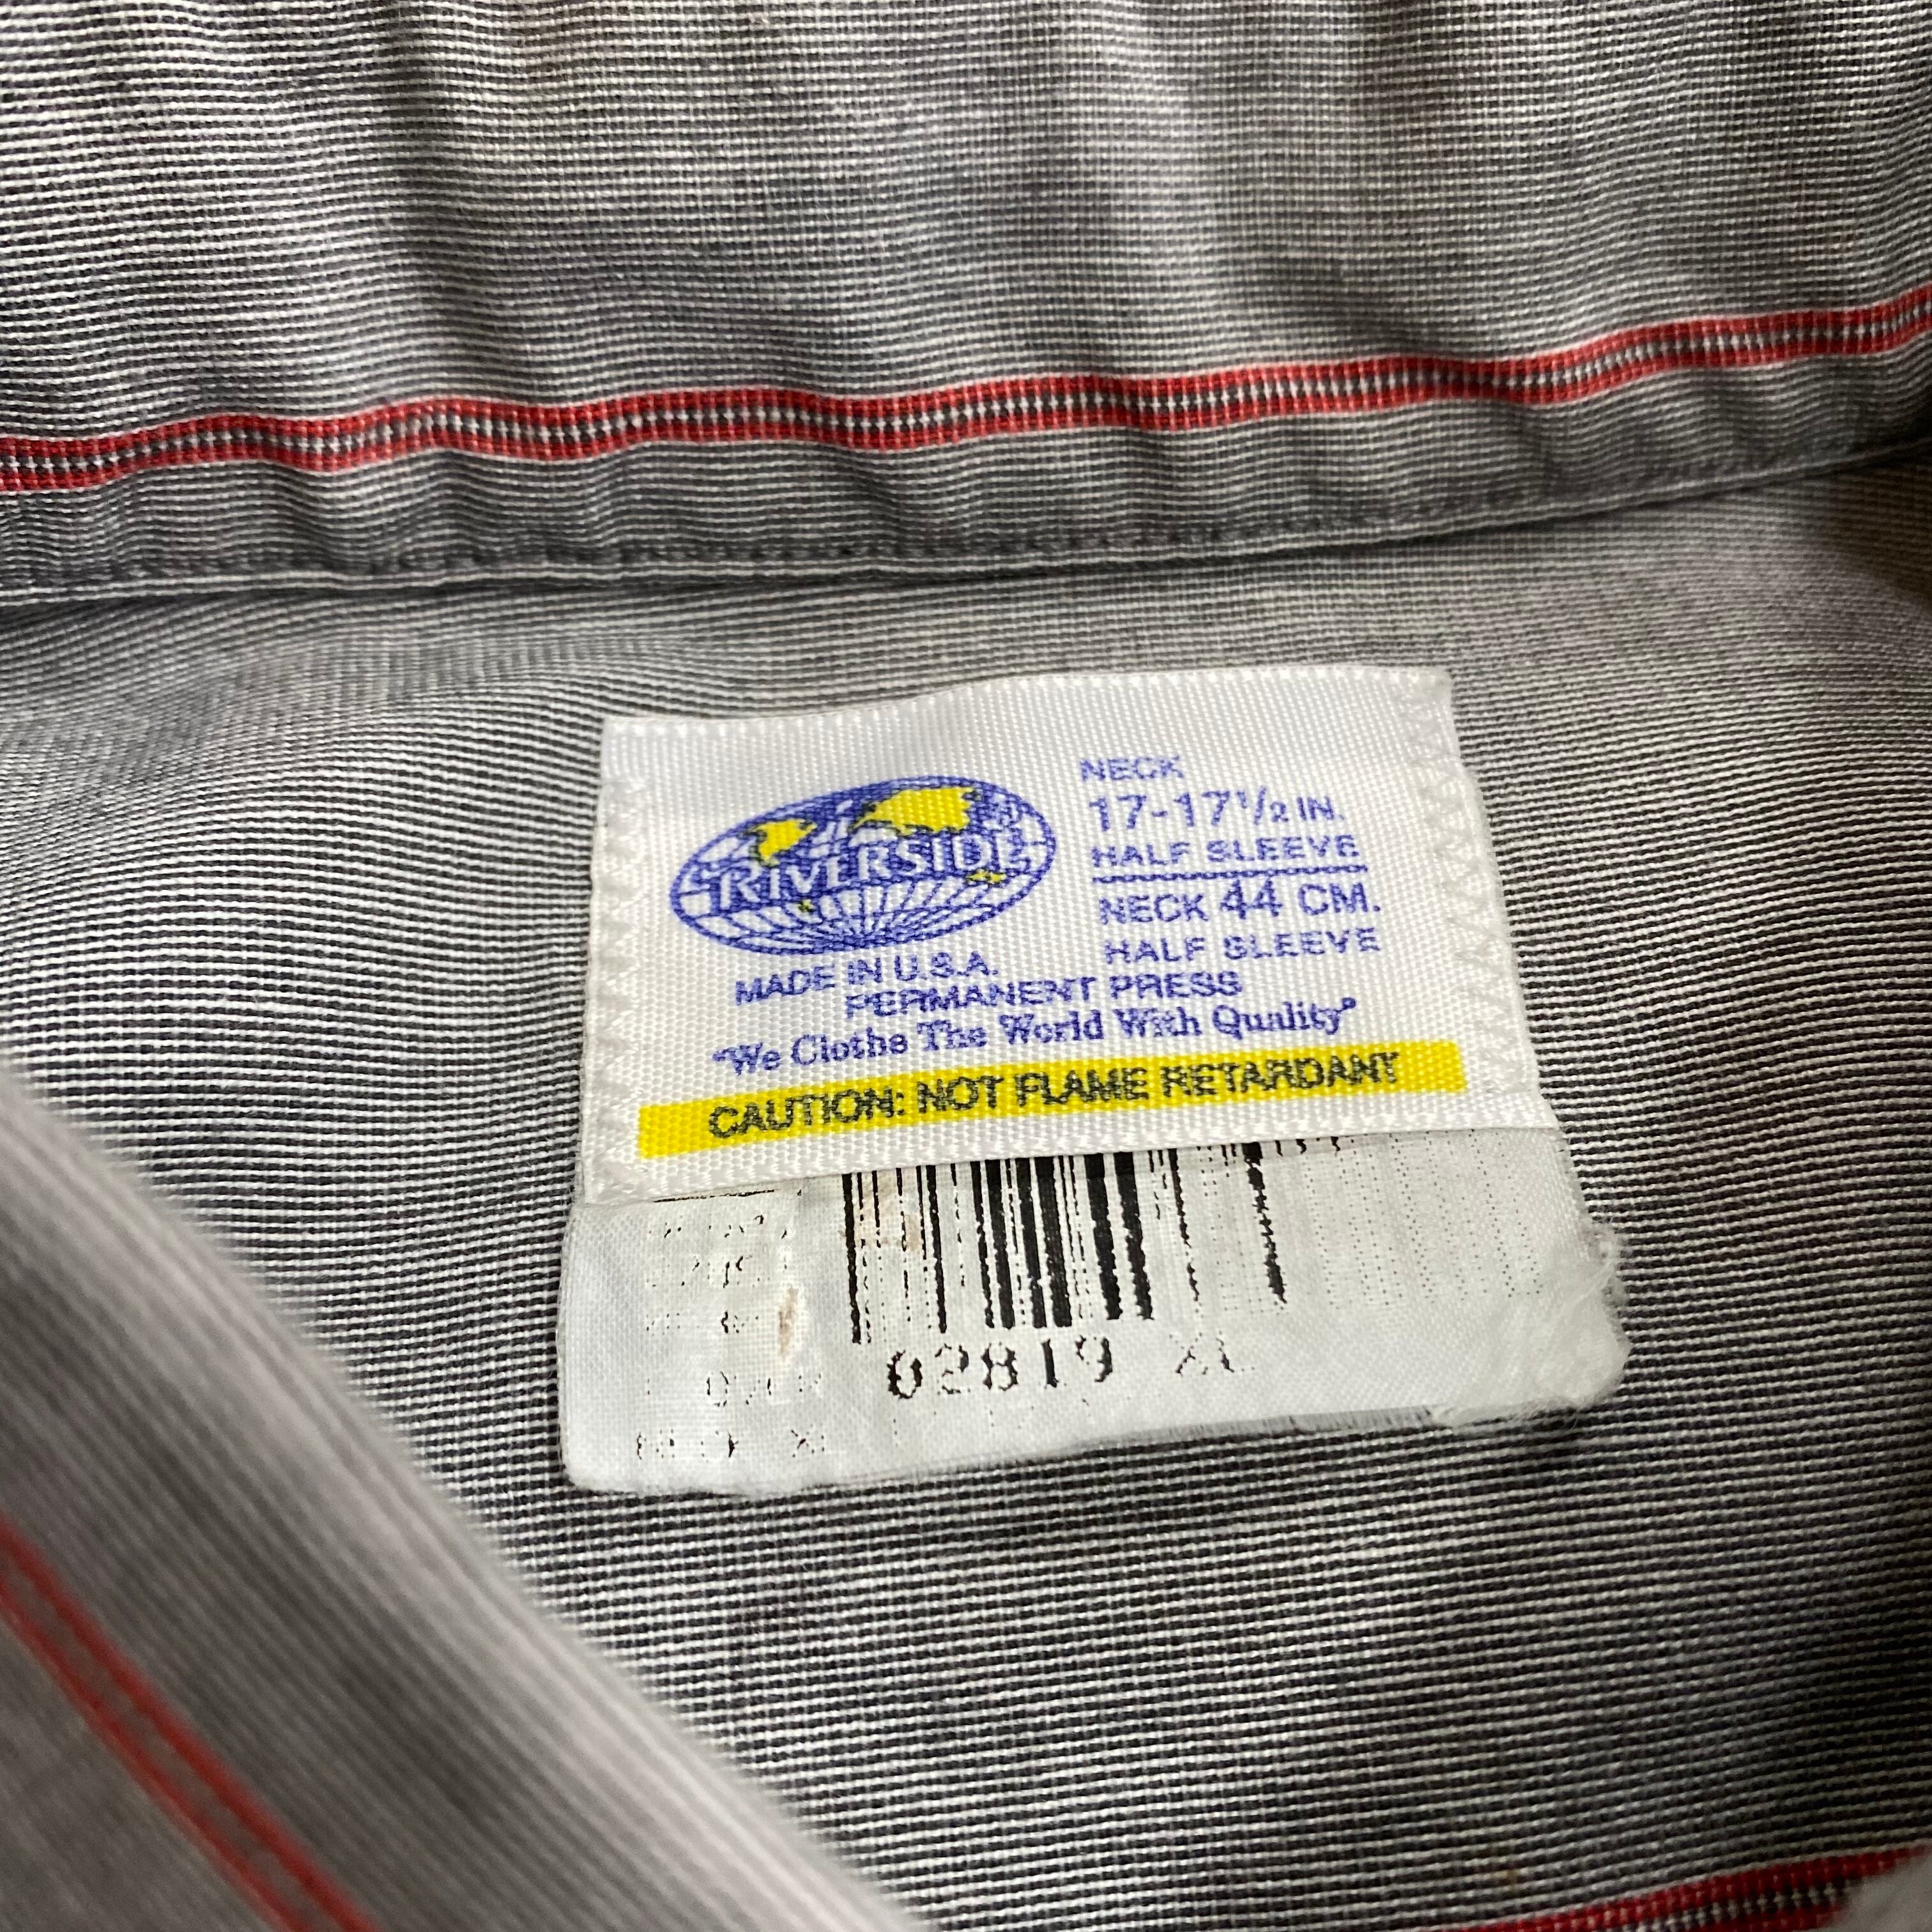 RIVERSIDE
MADE IN U.S.A.
NECK
17-17½ IN.
HALF SLEEVE
NECK 44 CM.
HALF SLEEVE
PERMANENT PRESS
"We Clothe The World With Quality"
CAUTION: NOT FLAME RETARDANT
02819 XL
XL